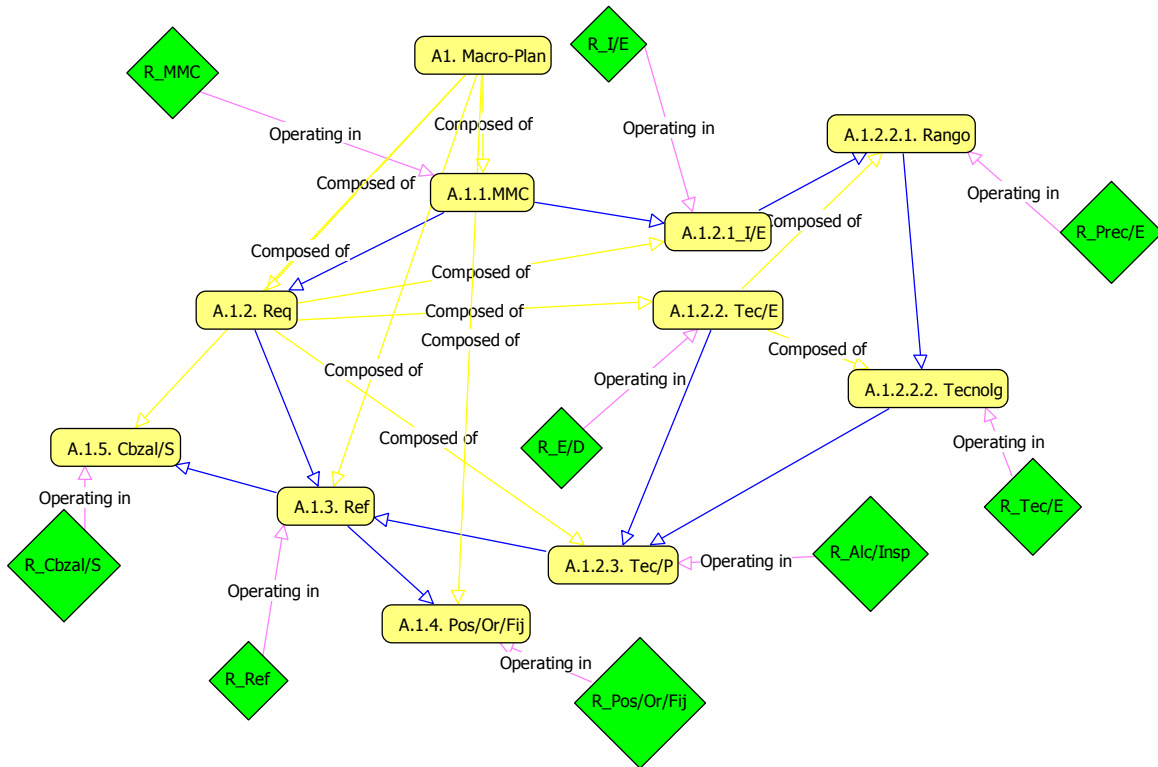 A1. Macro-Plan
R_I/E
R_MMC
Composed of
Operating in
Operating in
A.1.2.2.1. Rango
Composed of
A.1.1.MMC
Operating in
Composed of
A.1.2.1_I/E
R_Prec/E
Composed of
Composed of
A.1.2. Req
Composed of
A.1.2.2. Tec/E
Composed of
Composed of
Composed of
Operating in
A.1.2.2.2. Tecnolg
Composed of
A.1.5. Cbzal/S
R_E/D
Operating in
Operating in
A.1.3. Ref
R_Tec/E
R_Cbzal/S
A.1.2.3. Tec/P
Operating in
R_Alc/Insp
Operating in
A.1.4. Pos/Or/Fij
Operating in
R_Ref
R_Pos/Or/Fij